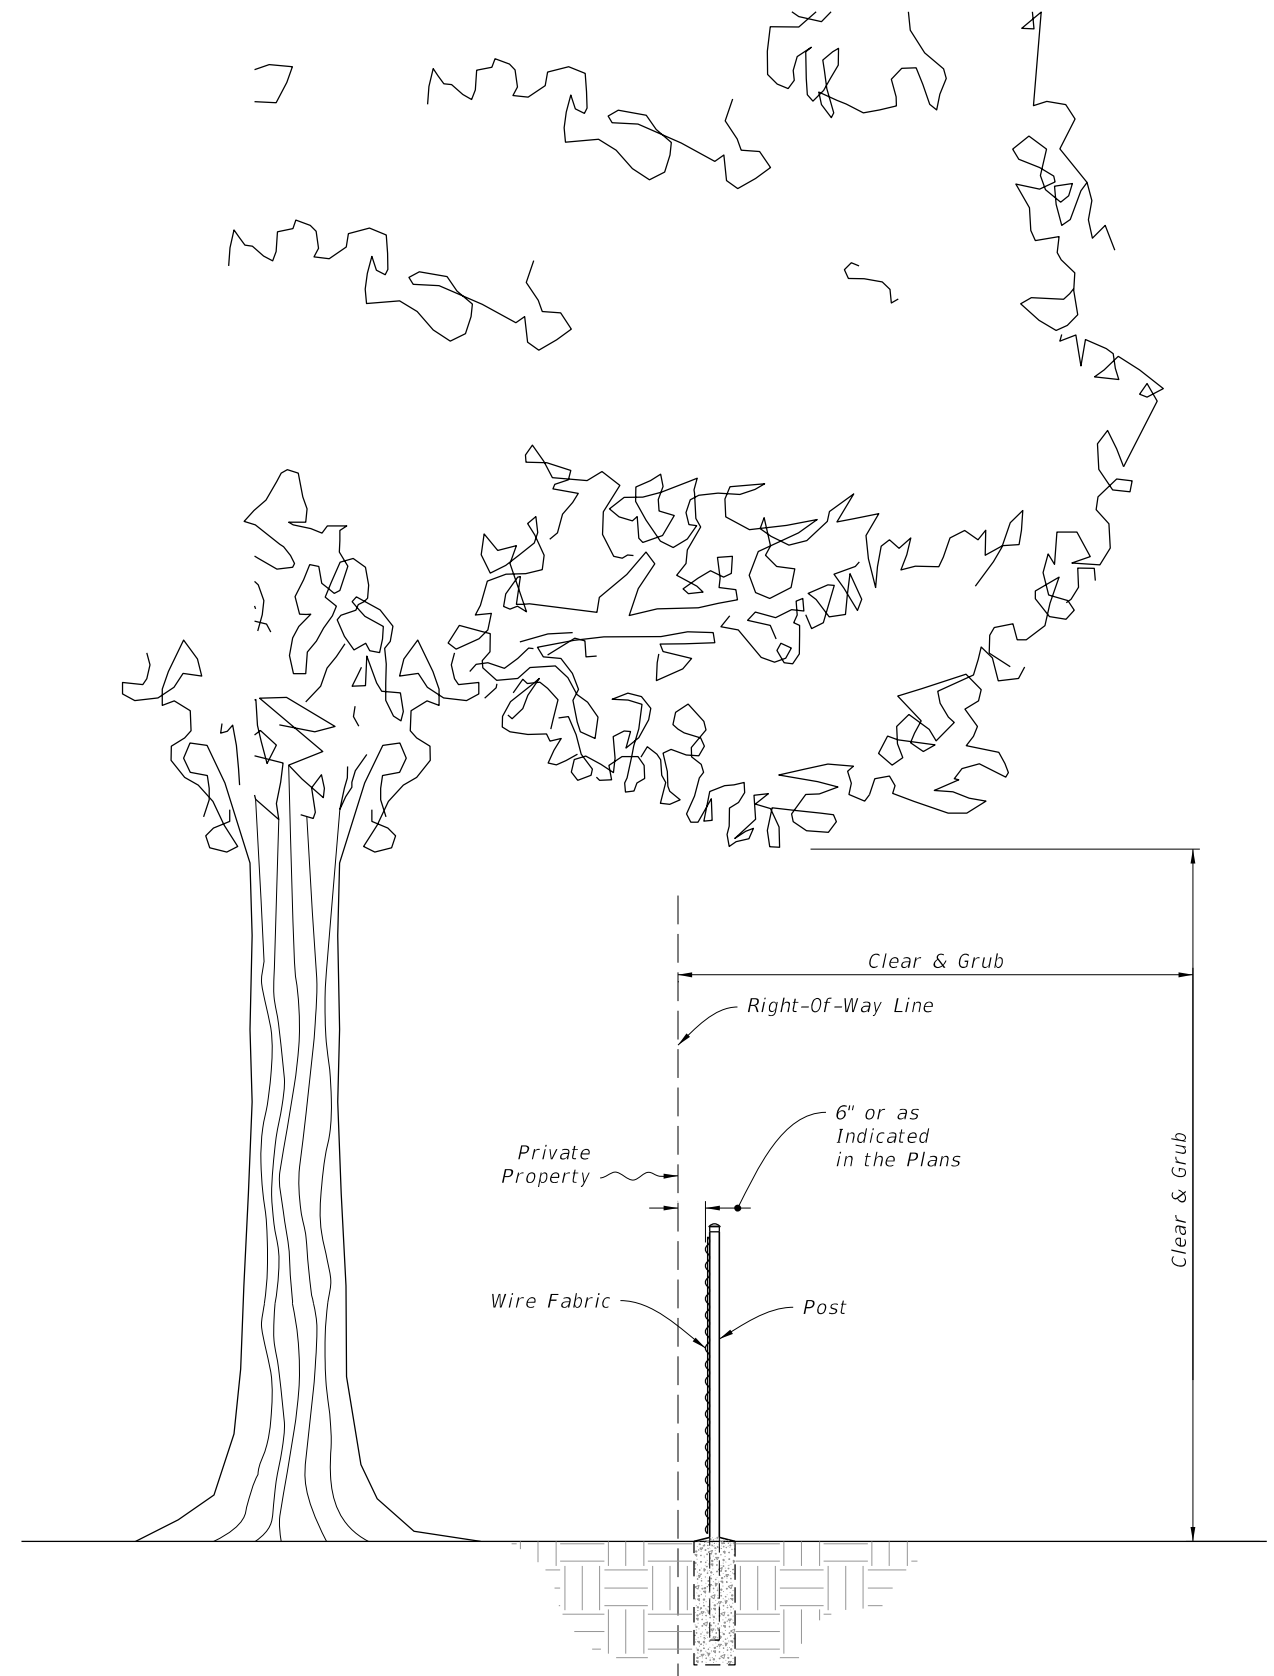 Clear & Grub
Right-Of-Way Line
6" or as
Indicated
in the Plans
Private
Property
Clear & Grub
Wire Fabric
Post